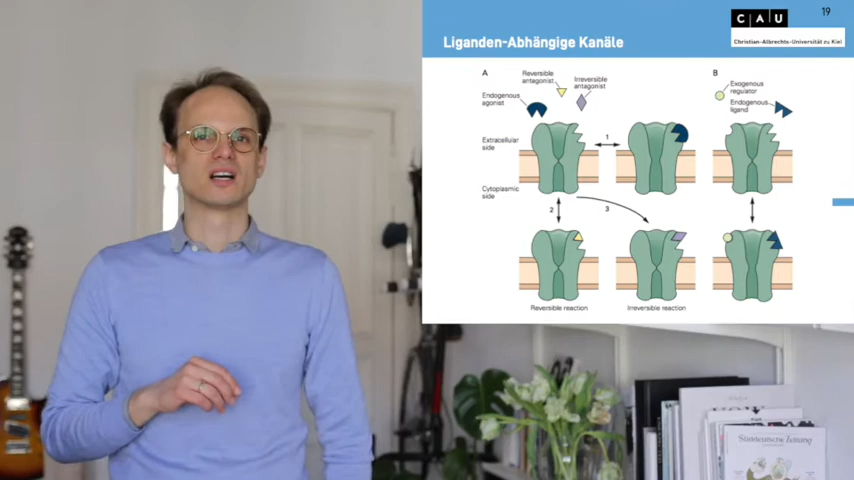 19
CAU
Christian-Albrechts-Universität zu Kiel
Liganden-Abhängige Kanäle
A
Reversible
antagonist
Irreversible
antagonist
Endogenous
agonist
B
Exogenous
regulator
Endogenous
ligand
Extracellular
side
1
Cytoplasmic
side
2
3
Reversible reaction
Irreversible reaction
Süddeutsche Zeitung